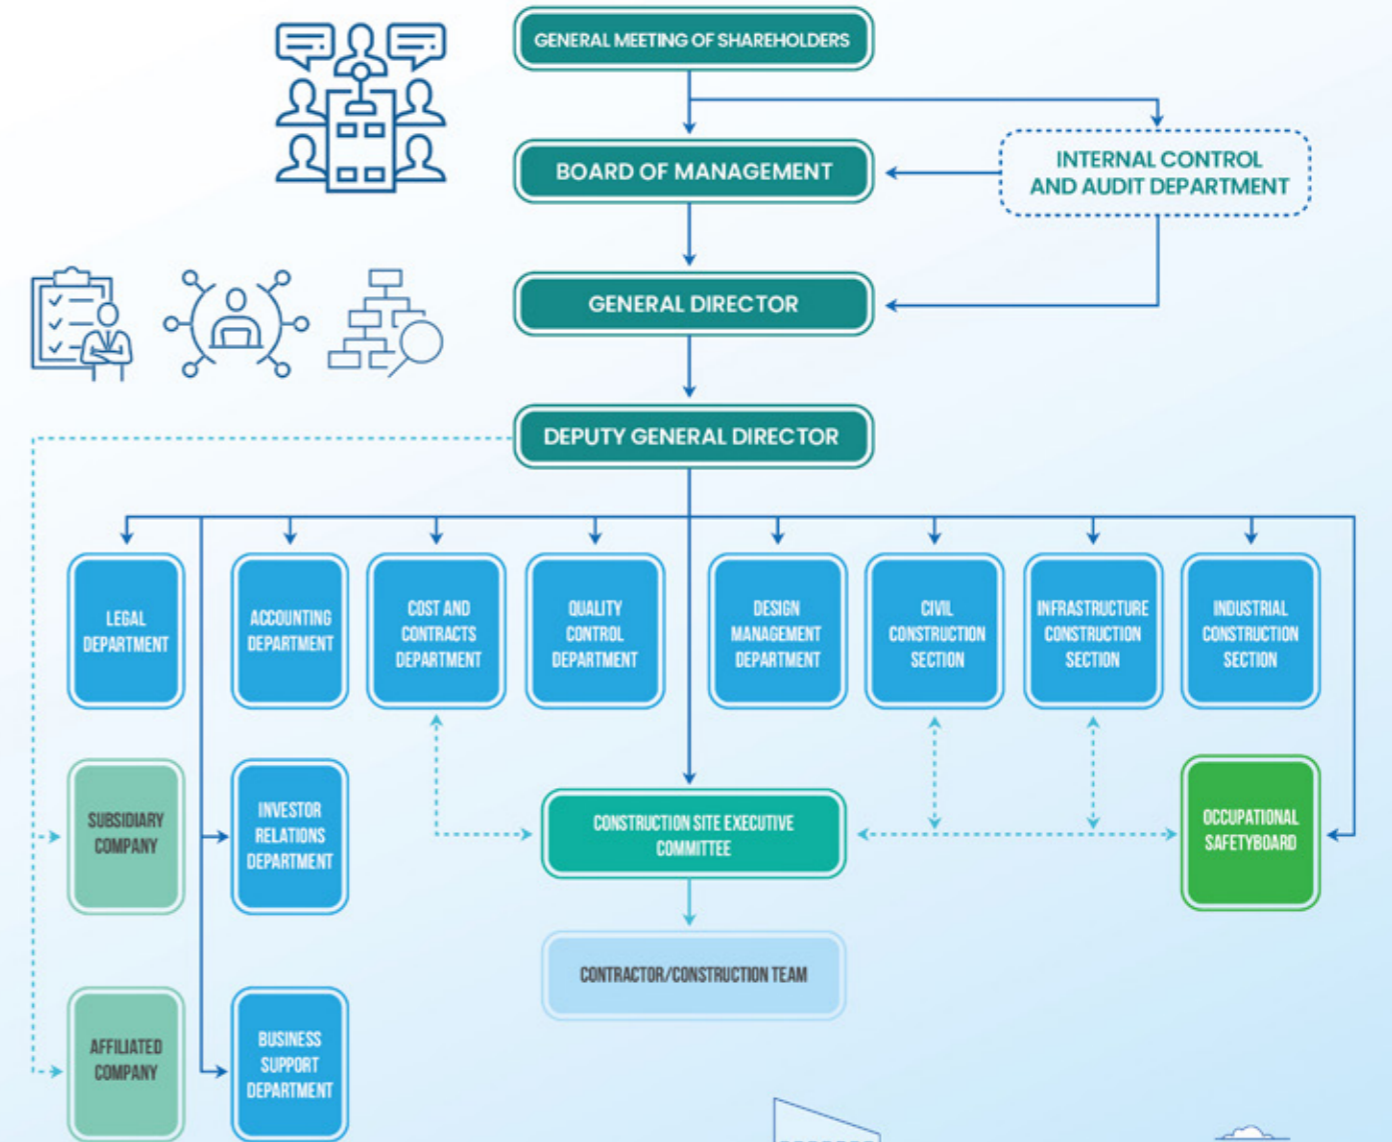 GENERAL MEETING OF SHAREHOLDERS
BOARD OF MANAGEMENT
INTERNAL CONTROL
AND AUDIT DEPARTMENT
GENERAL DIRECTOR
DEPUTY GENERAL DIRECTOR
LEGAL
DEPARTMENT
ACCOUNTING
DEPARTMENT
COST AND
CONTRACTS
DEPARTMENT
QUALITY
CONTROL
DEPARTMENT
DESIGN
MANAGEMENT
DEPARTMENT
CIVIL
CONSTRUCTION
SECTION
INFRASTRUCTURE
CONSTRUCTION
SECTION
INDUSTRIAL
CONSTRUCTION
SECTION
SUBSIDIARY
COMPANY
INVESTOR
RELATIONS
DEPARTMENT
CONSTRUCTION SITE EXECUTIVE
COMMITTEE
OCCUPATIONAL
SAFETYBOARD
CONTRACTOR/CONSTRUCTION TEAM
AFFILIATED
COMPANY
BUSINESS
SUPPORT
DEPARTMENT